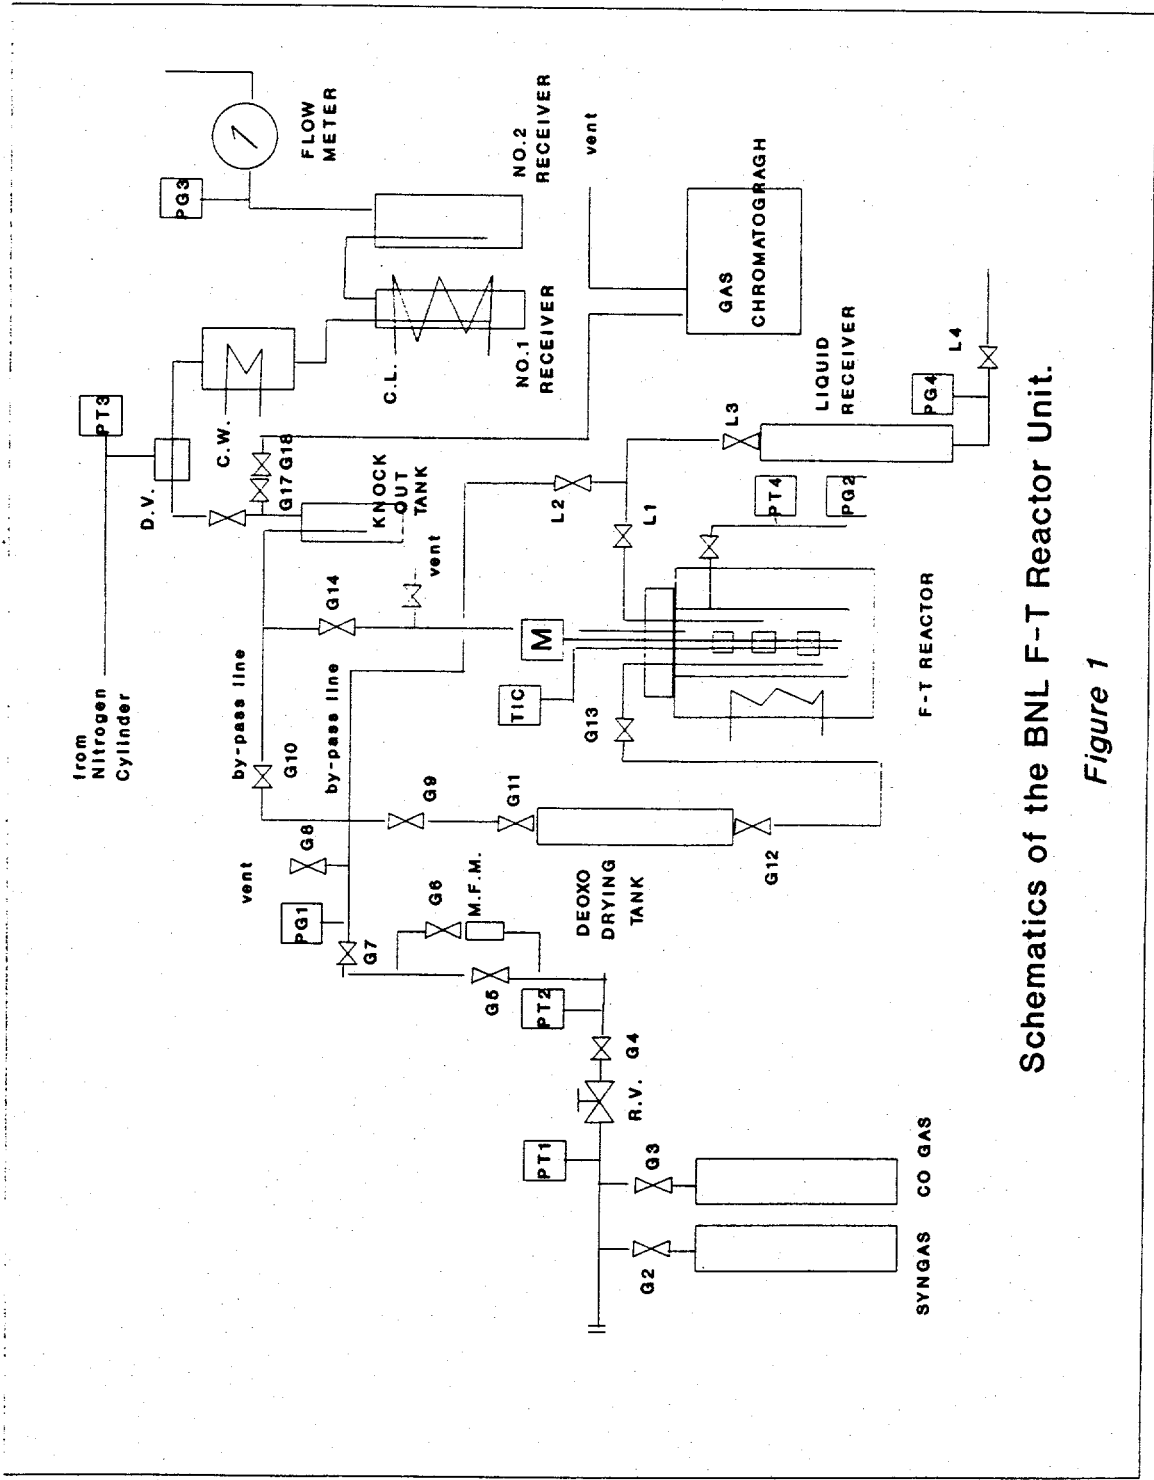 from
Nitrogen
Cylinder
PT3
D.V.
C.W.
PG3
FLOW
METER
by-pass line
G10
G14
vent
KNOCK
OUT
TANK
G17
G18
C.L.
NO.1
RECEIVER
NO.2
RECEIVER
vent
GAS
CHROMATOGRAGH
by-pass line
vent
G8
PG1
G7
G6
M.F.M.
G5
G9
G11
DEOXO
DRYING
TANK
G12
TIC
M
G13
L2
L1
L3
LIQUID
RECEIVER
PT4
PG2
PG4
L4
F-T REACTOR
PT1
R.V.
G4
PT2
G2
G3
SYNGAS
CO GAS
Schematics of the BNL F-T Reactor Unit.
Figure 1